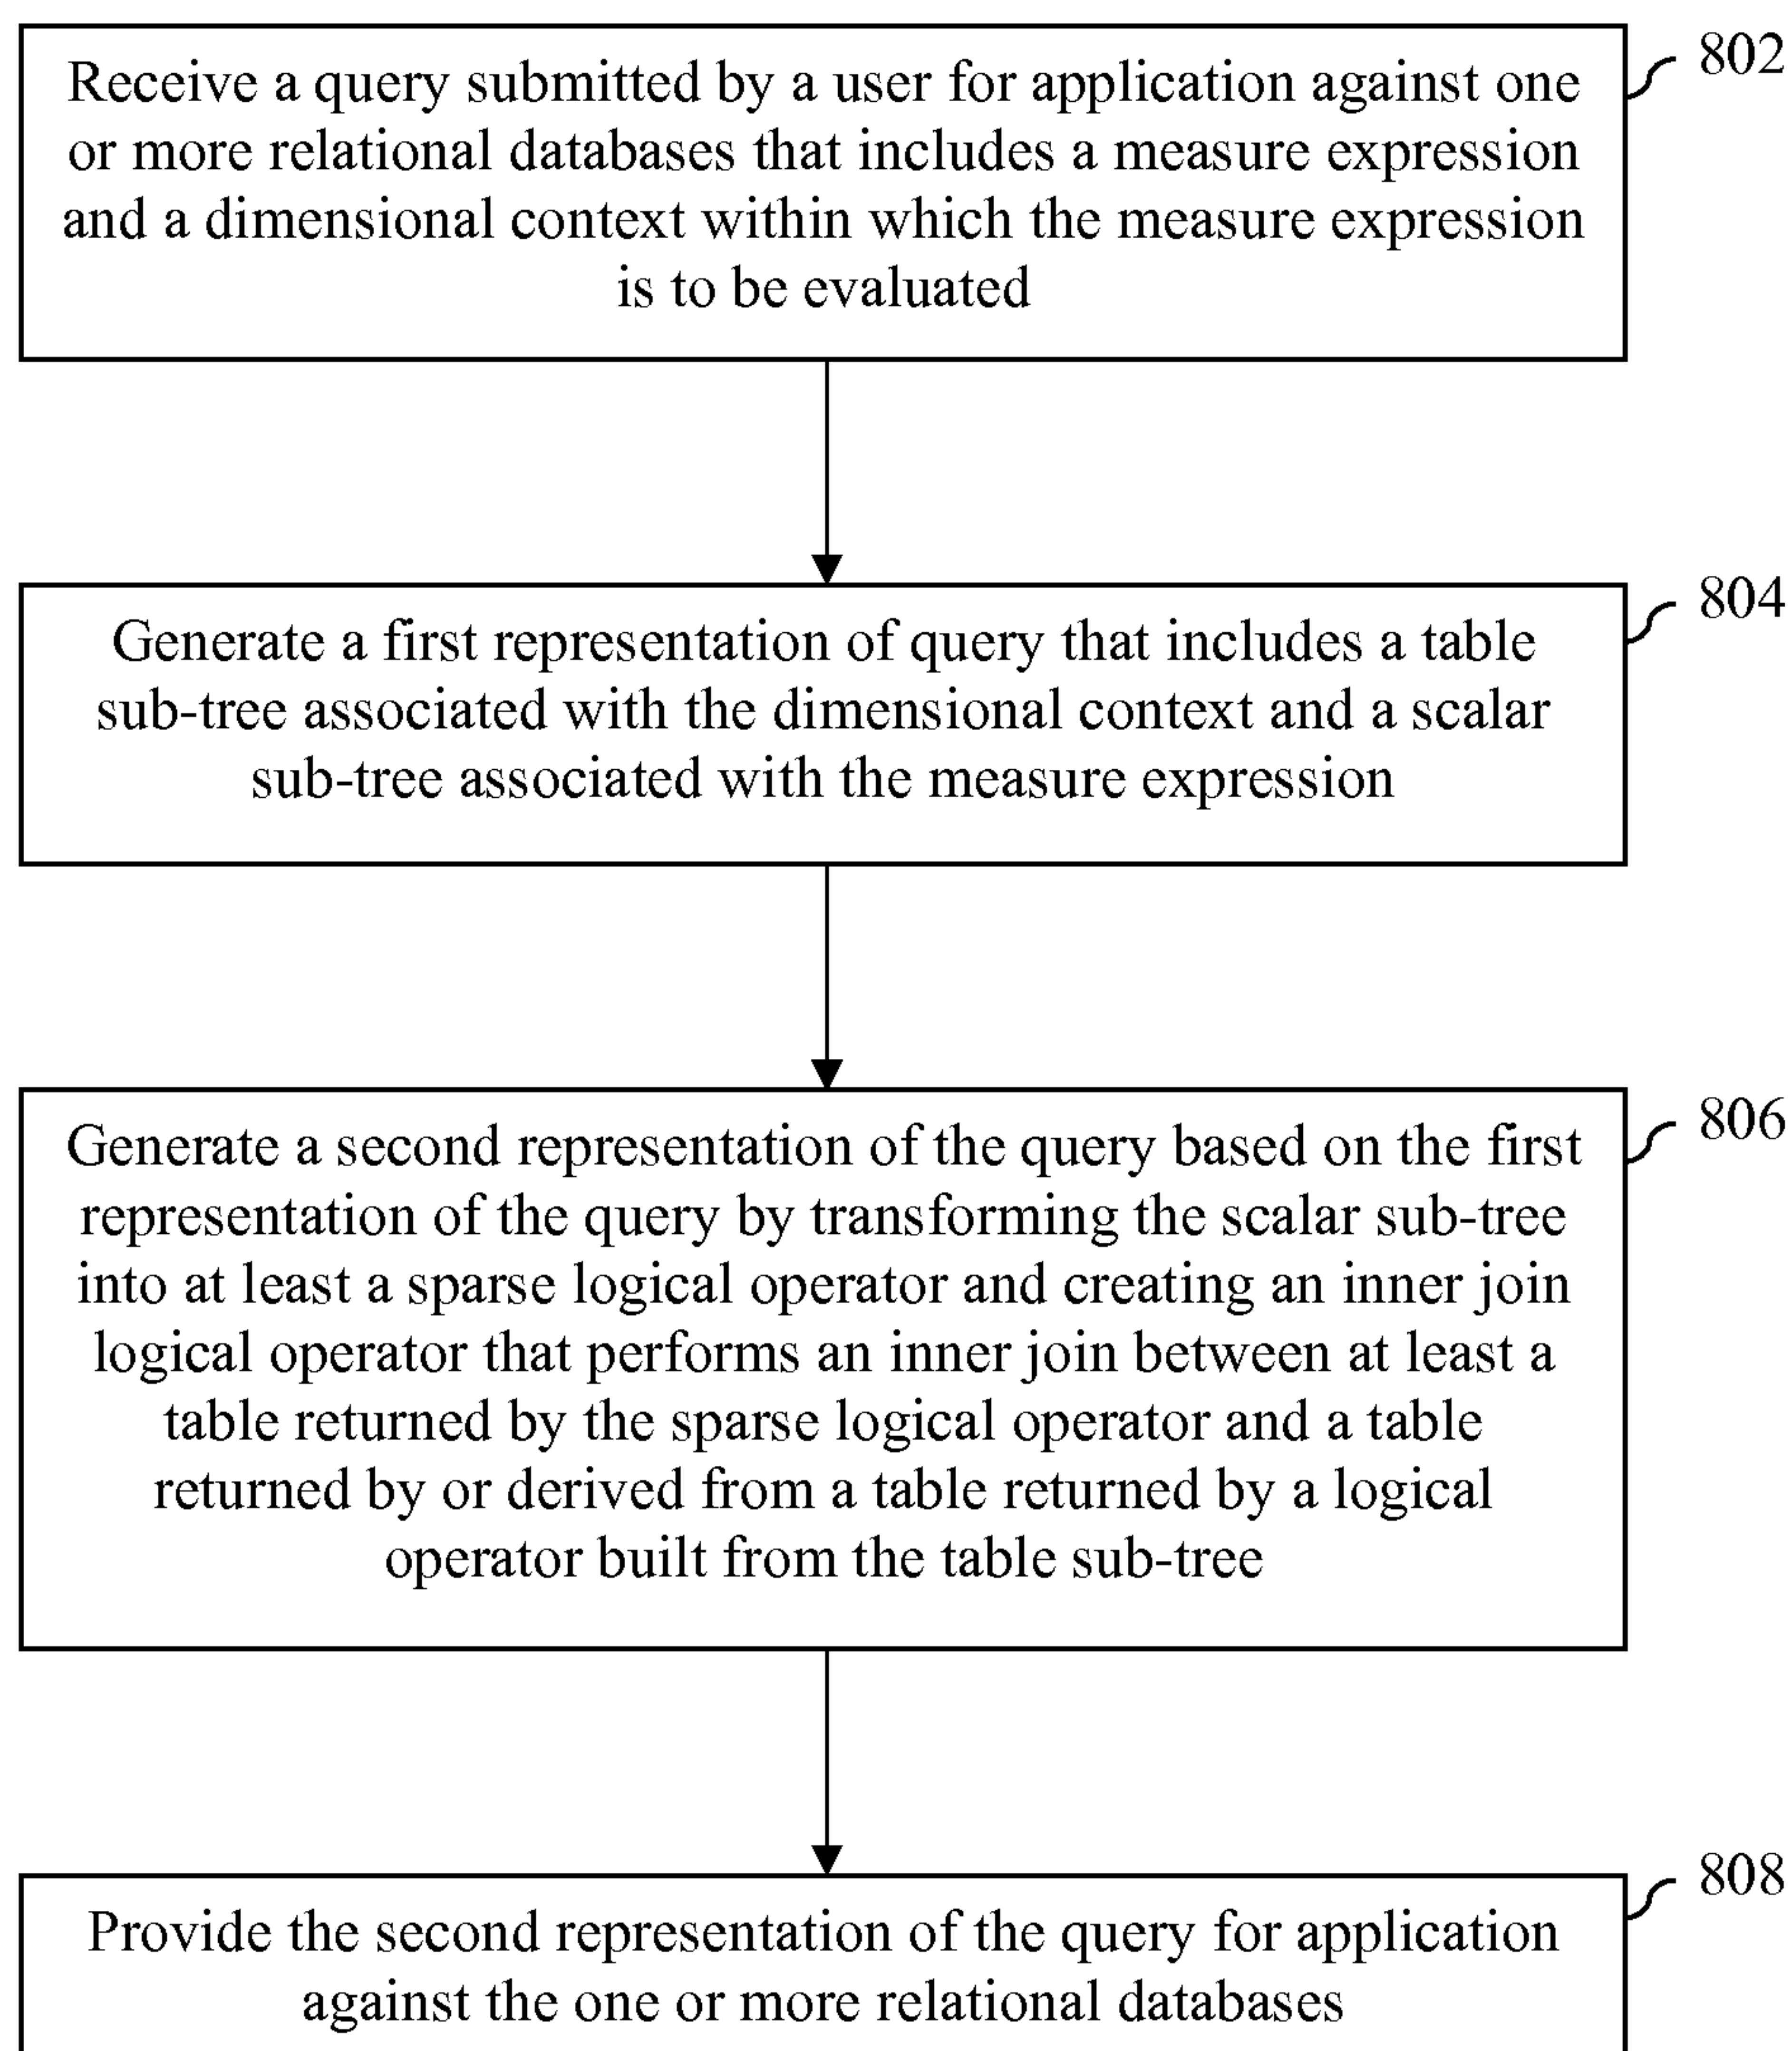 Receive a query submitted by a user for application against one
or more relational databases that includes a measure expression
and a dimensional context within which the measure expression
is to be evaluated
802
Generate a first representation of query that includes a table
sub-tree associated with the dimensional context and a scalar
sub-tree associated with the measure expression
804
Generate a second representation of the query based on the first
representation of the query by transforming the scalar sub-tree
into at least a sparse logical operator and creating an inner join
logical operator that performs an inner join between at least a
table returned by the sparse logical operator and a table
returned by or derived from a table returned by a logical
operator built from the table sub-tree
806
Provide the second representation of the query for application
against the one or more relational databases
808